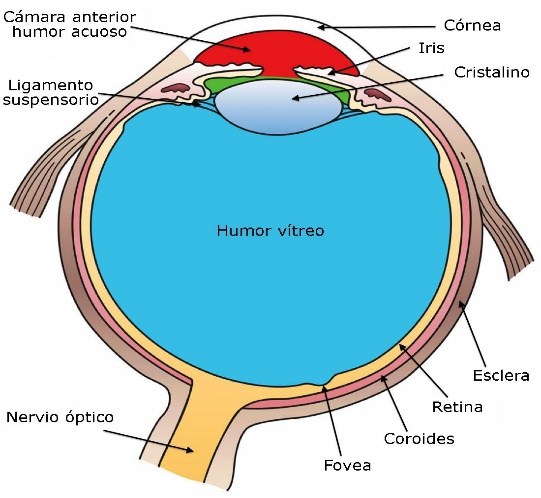 Cámara anterior
humor acuoso
Córnea
Iris
Cristalino
Ligamento
suspensorio
Humor vítreo
Esclera
Retina
Nervio óptico
Coroides
Fovea